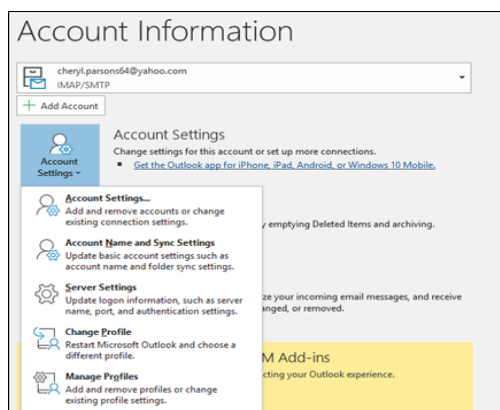 Account Information
cheryl.parsons64@yahoo.com
IMAP/SMTP
Add Account
Account Settings
Account
Settings
Change settings for this account or set up more connections.
Get the Outlook app for iPhone, iPad, Android, or Windows 10 Mobile.
Account Settings...
Add and remove accounts or change
existing connection settings.
y emptying Deleted Items and archiving.
Account Name and Sync Settings
Update basic account settings such as
account name and folder sync settings.
Server Settings
Update logon information, such as server
name, port, and authentication settings.
ze your incoming email messages, and receive
nged, or removed.
Change Profile
Restart Microsoft Outlook and choose a
different profile.
M Add-ins
cting your Outlook experience.
Manage Profiles
Add and remove profiles or change
existing profile settings.